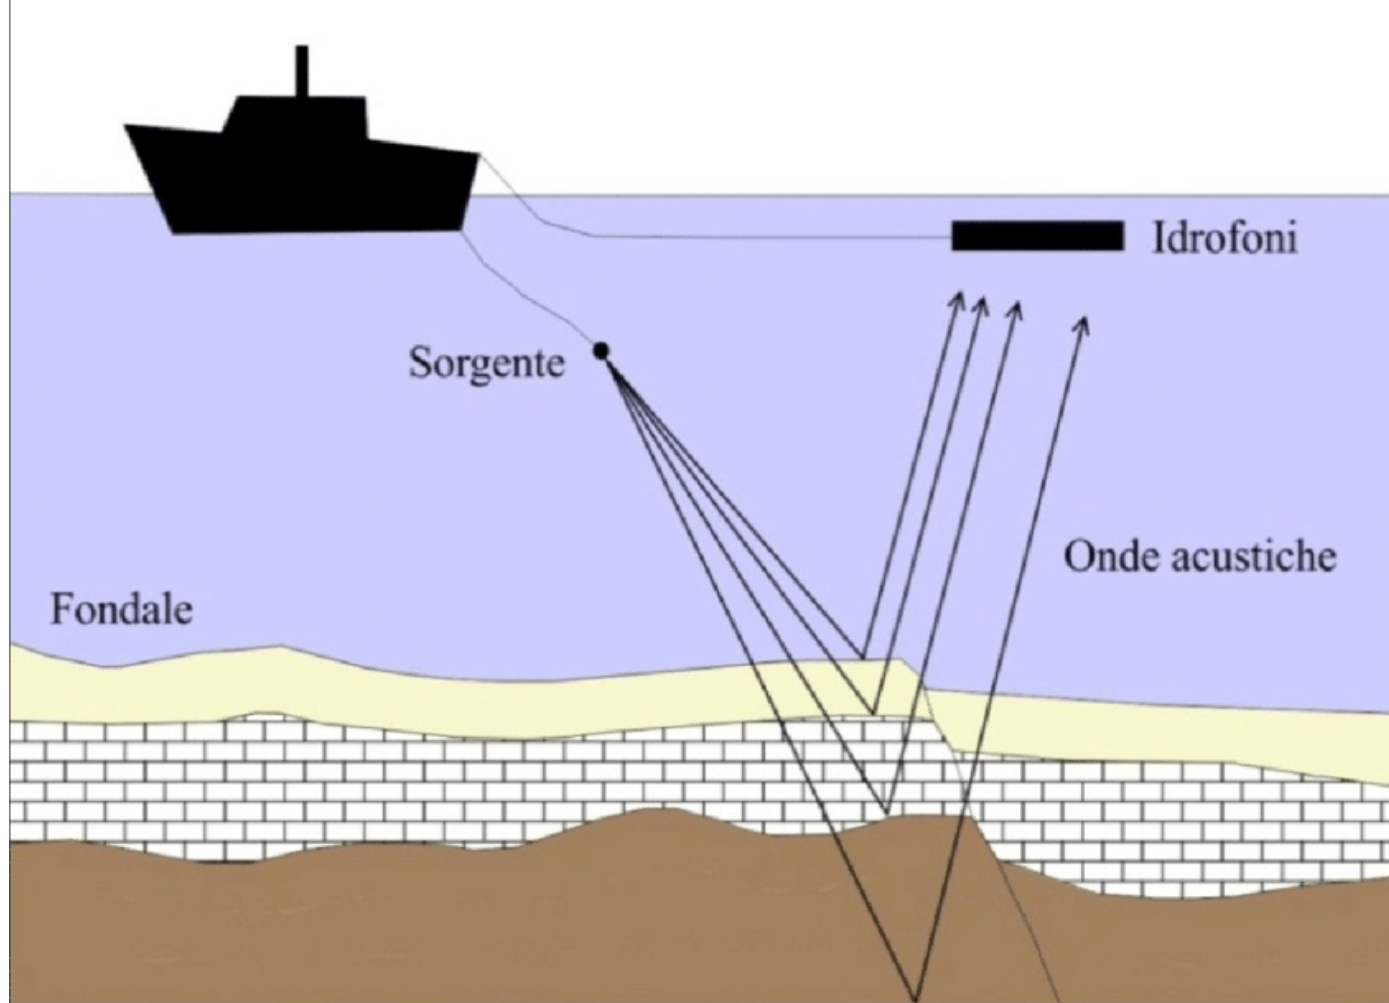 Idrofoni
Sorgente
Onde acustiche
Fondale